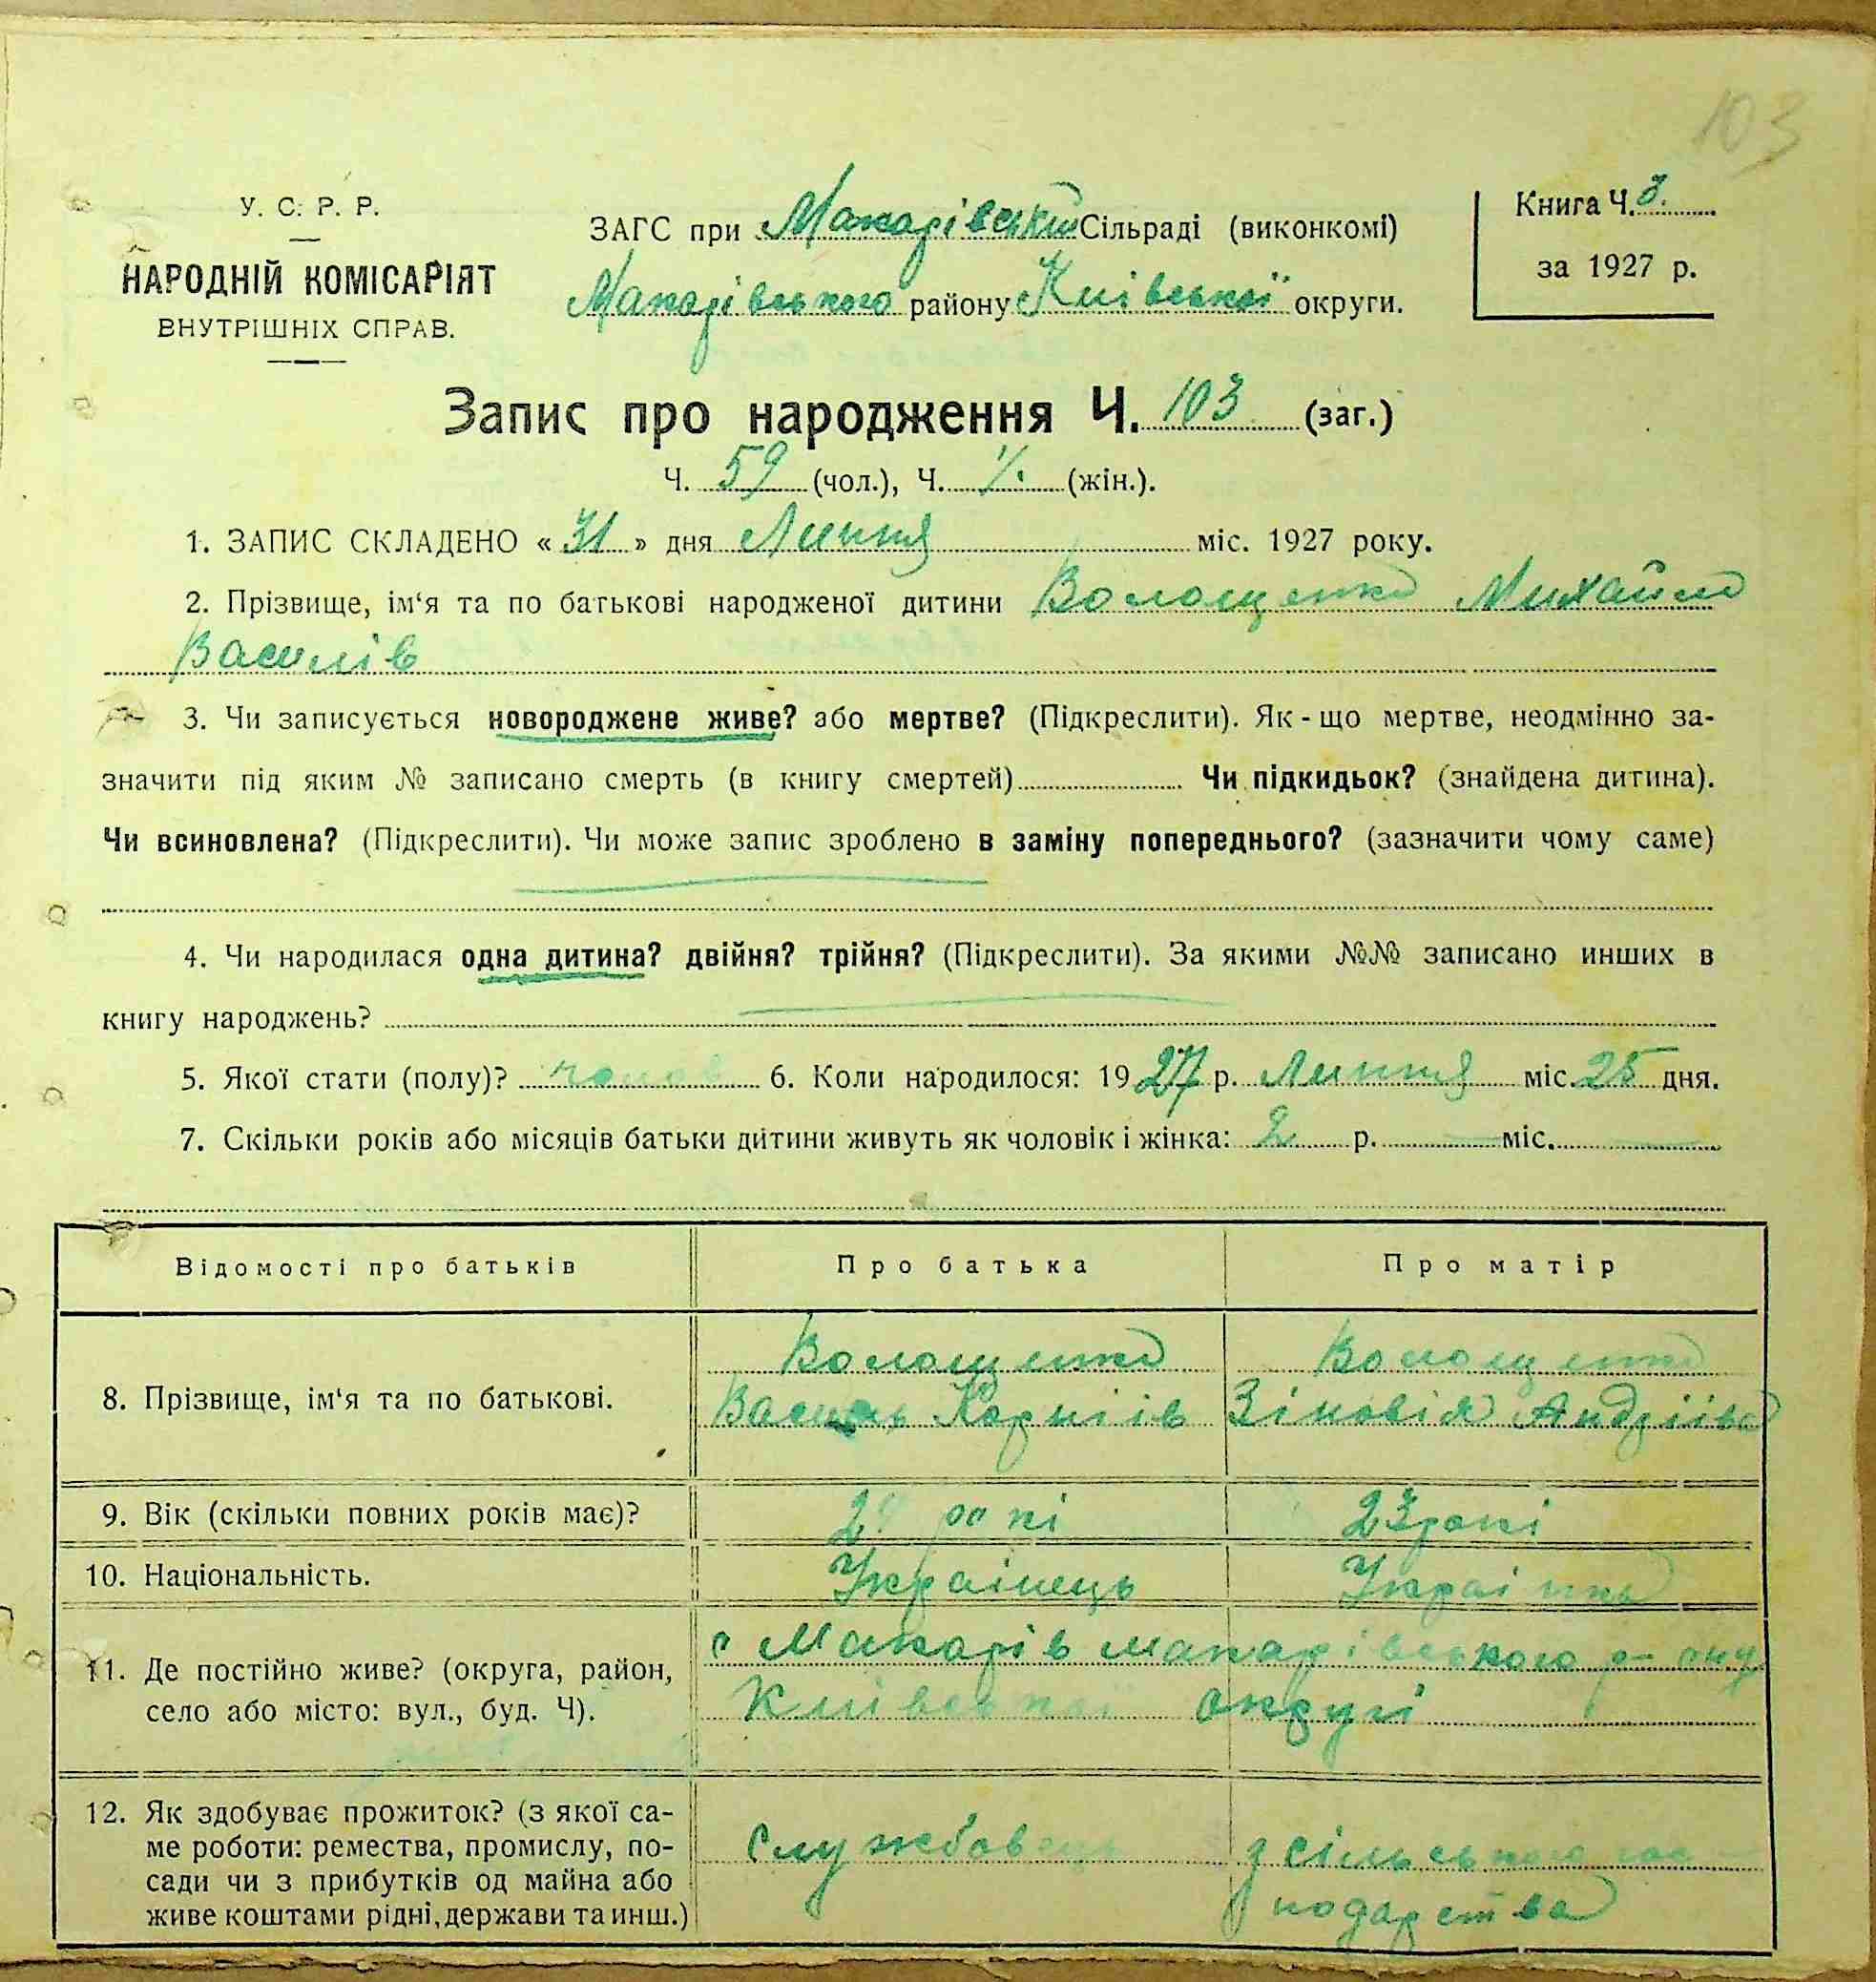 103
У. С. Р. Р.
НАРОДНІЙ КОМІСАРІЯТ
ВНУТРІШНІХ СПРАВ.
ЗАГС при Макарівській Сільраді (виконкомі)
Макарівського району Київської округи.
Книга Ч. 3.
за 1927 р.
Запис про народження Ч. 103 (заг.)
Ч. 59 (чол.), Ч. (жін.).
1. ЗАПИС СКЛАДЕНО « 31 » дня Липня міс. 1927 року.
2. Прізвище, ім‘я та по батькові народженої дитини Волощенко Михайло
Василів
3. Чи записується новороджене живе? або мертве? (Підкреслити). Як - що мертве, неодмінно за-
значити під яким № записано смерть (в книгу смертей) Чи підкидьок? (знайдена дитина).
Чи всиновлена? (Підкреслити). Чи може запис зроблено в заміну попереднього? (зазначити чому саме)
4. Чи народилася одна дитина? двійня? трійня? (Підкреслити). За якими №№ записано инших в
книгу народжень?
5. Якої стати (полу)? чолов 6. Коли народилося: 1927 р. Липня міс. 25 дня.
7. Скільки років або місяців батьки дитини живуть як чоловік і жінка: 2 р. — міс. —
Відомості про батьків Про батька Про матір
8. Прізвище, ім‘я та по батькові.
Волощенко
Василь Корніїв
Волощенко
Зіновія Андріїва
9. Вік (скільки повних років має)? роки 23 роки
10. Національність. Українець Українка
11. Де постійно живе? (округа, район,
село або місто: вул., буд. Ч).
с Макарів Макарівського р-ону
Київської округи
12. Як здобуває прожиток? (з якої са-
ме роботи: ремества, промислу, по-
сади чи з прибутків од майна або
живе коштами рідні, держави та инш.)
Службовець
з сільського гос
подарства